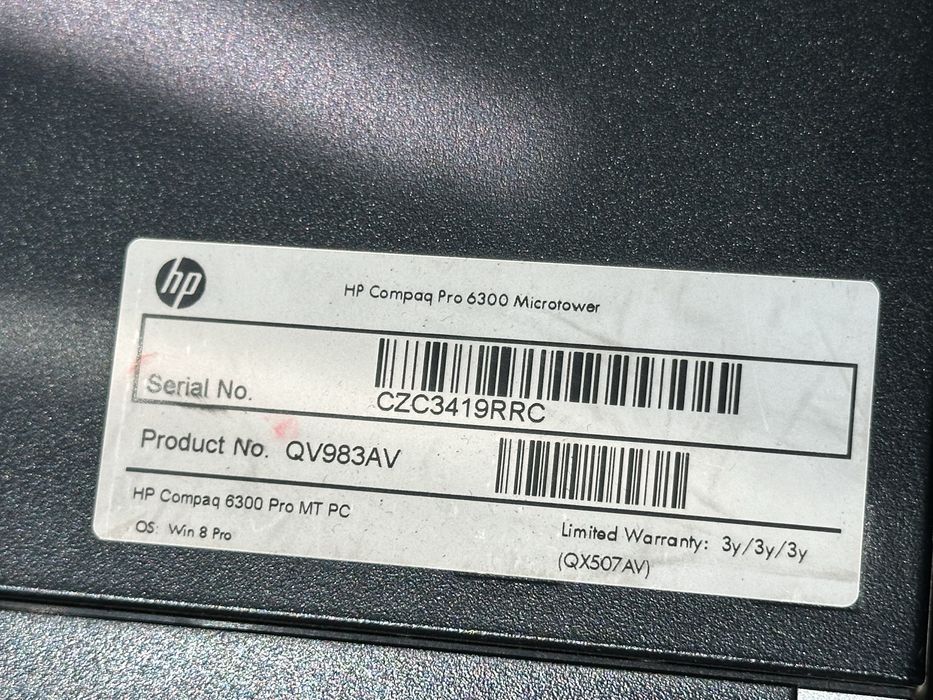 hp
HP Compaq Pro 6300 Microtower
Serial No.
CZC3419RRC
Product No. QV983AV
HP Compaq 6300 Pro MT PC
OS: Win 8 Pro
Limited Warranty: 3y/3y/3y
(QX507AV)